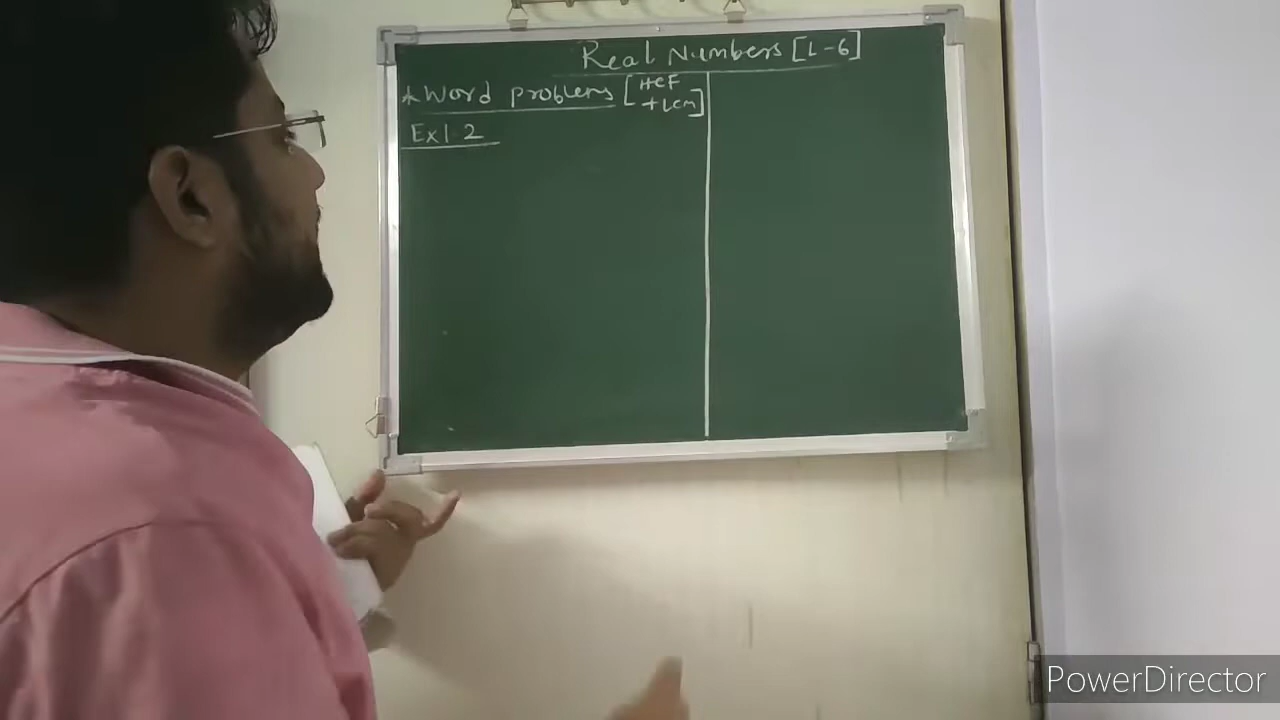 Real Numbers [L-6]
* Word Problems [HCF + LCM]
Ex 1.2
PowerDirector